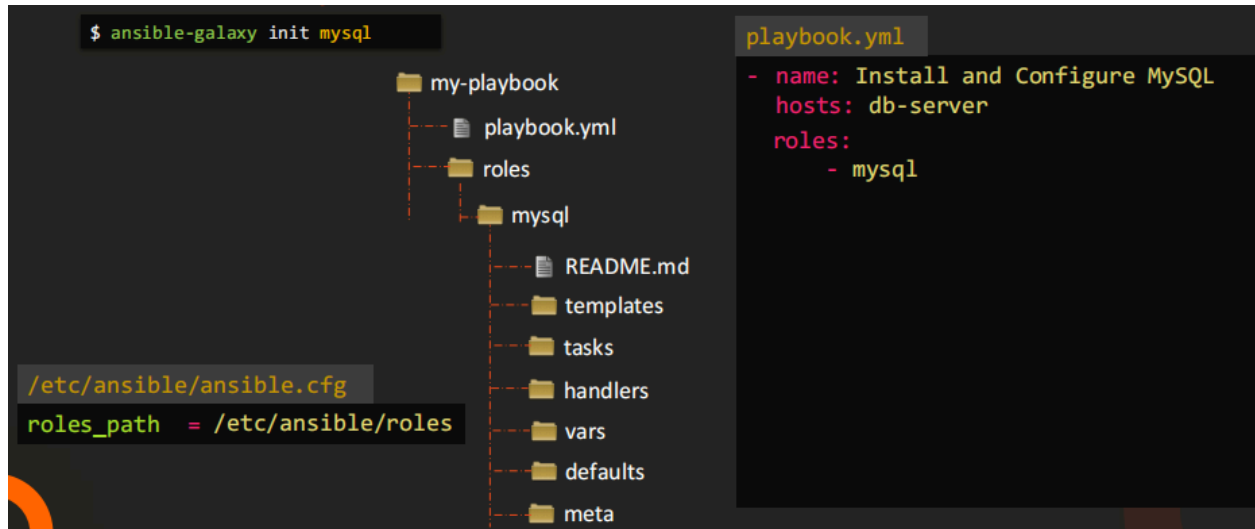 $ ansible-galaxy init mysql
my-playbook
playbook.yml
roles
mysql
README.md
templates
tasks
handlers
vars
defaults
meta
/etc/ansible/ansible.cfg
roles_path = /etc/ansible/roles
playbook.yml
- name: Install and Configure MySQL
hosts: db-server
roles:
- mysql